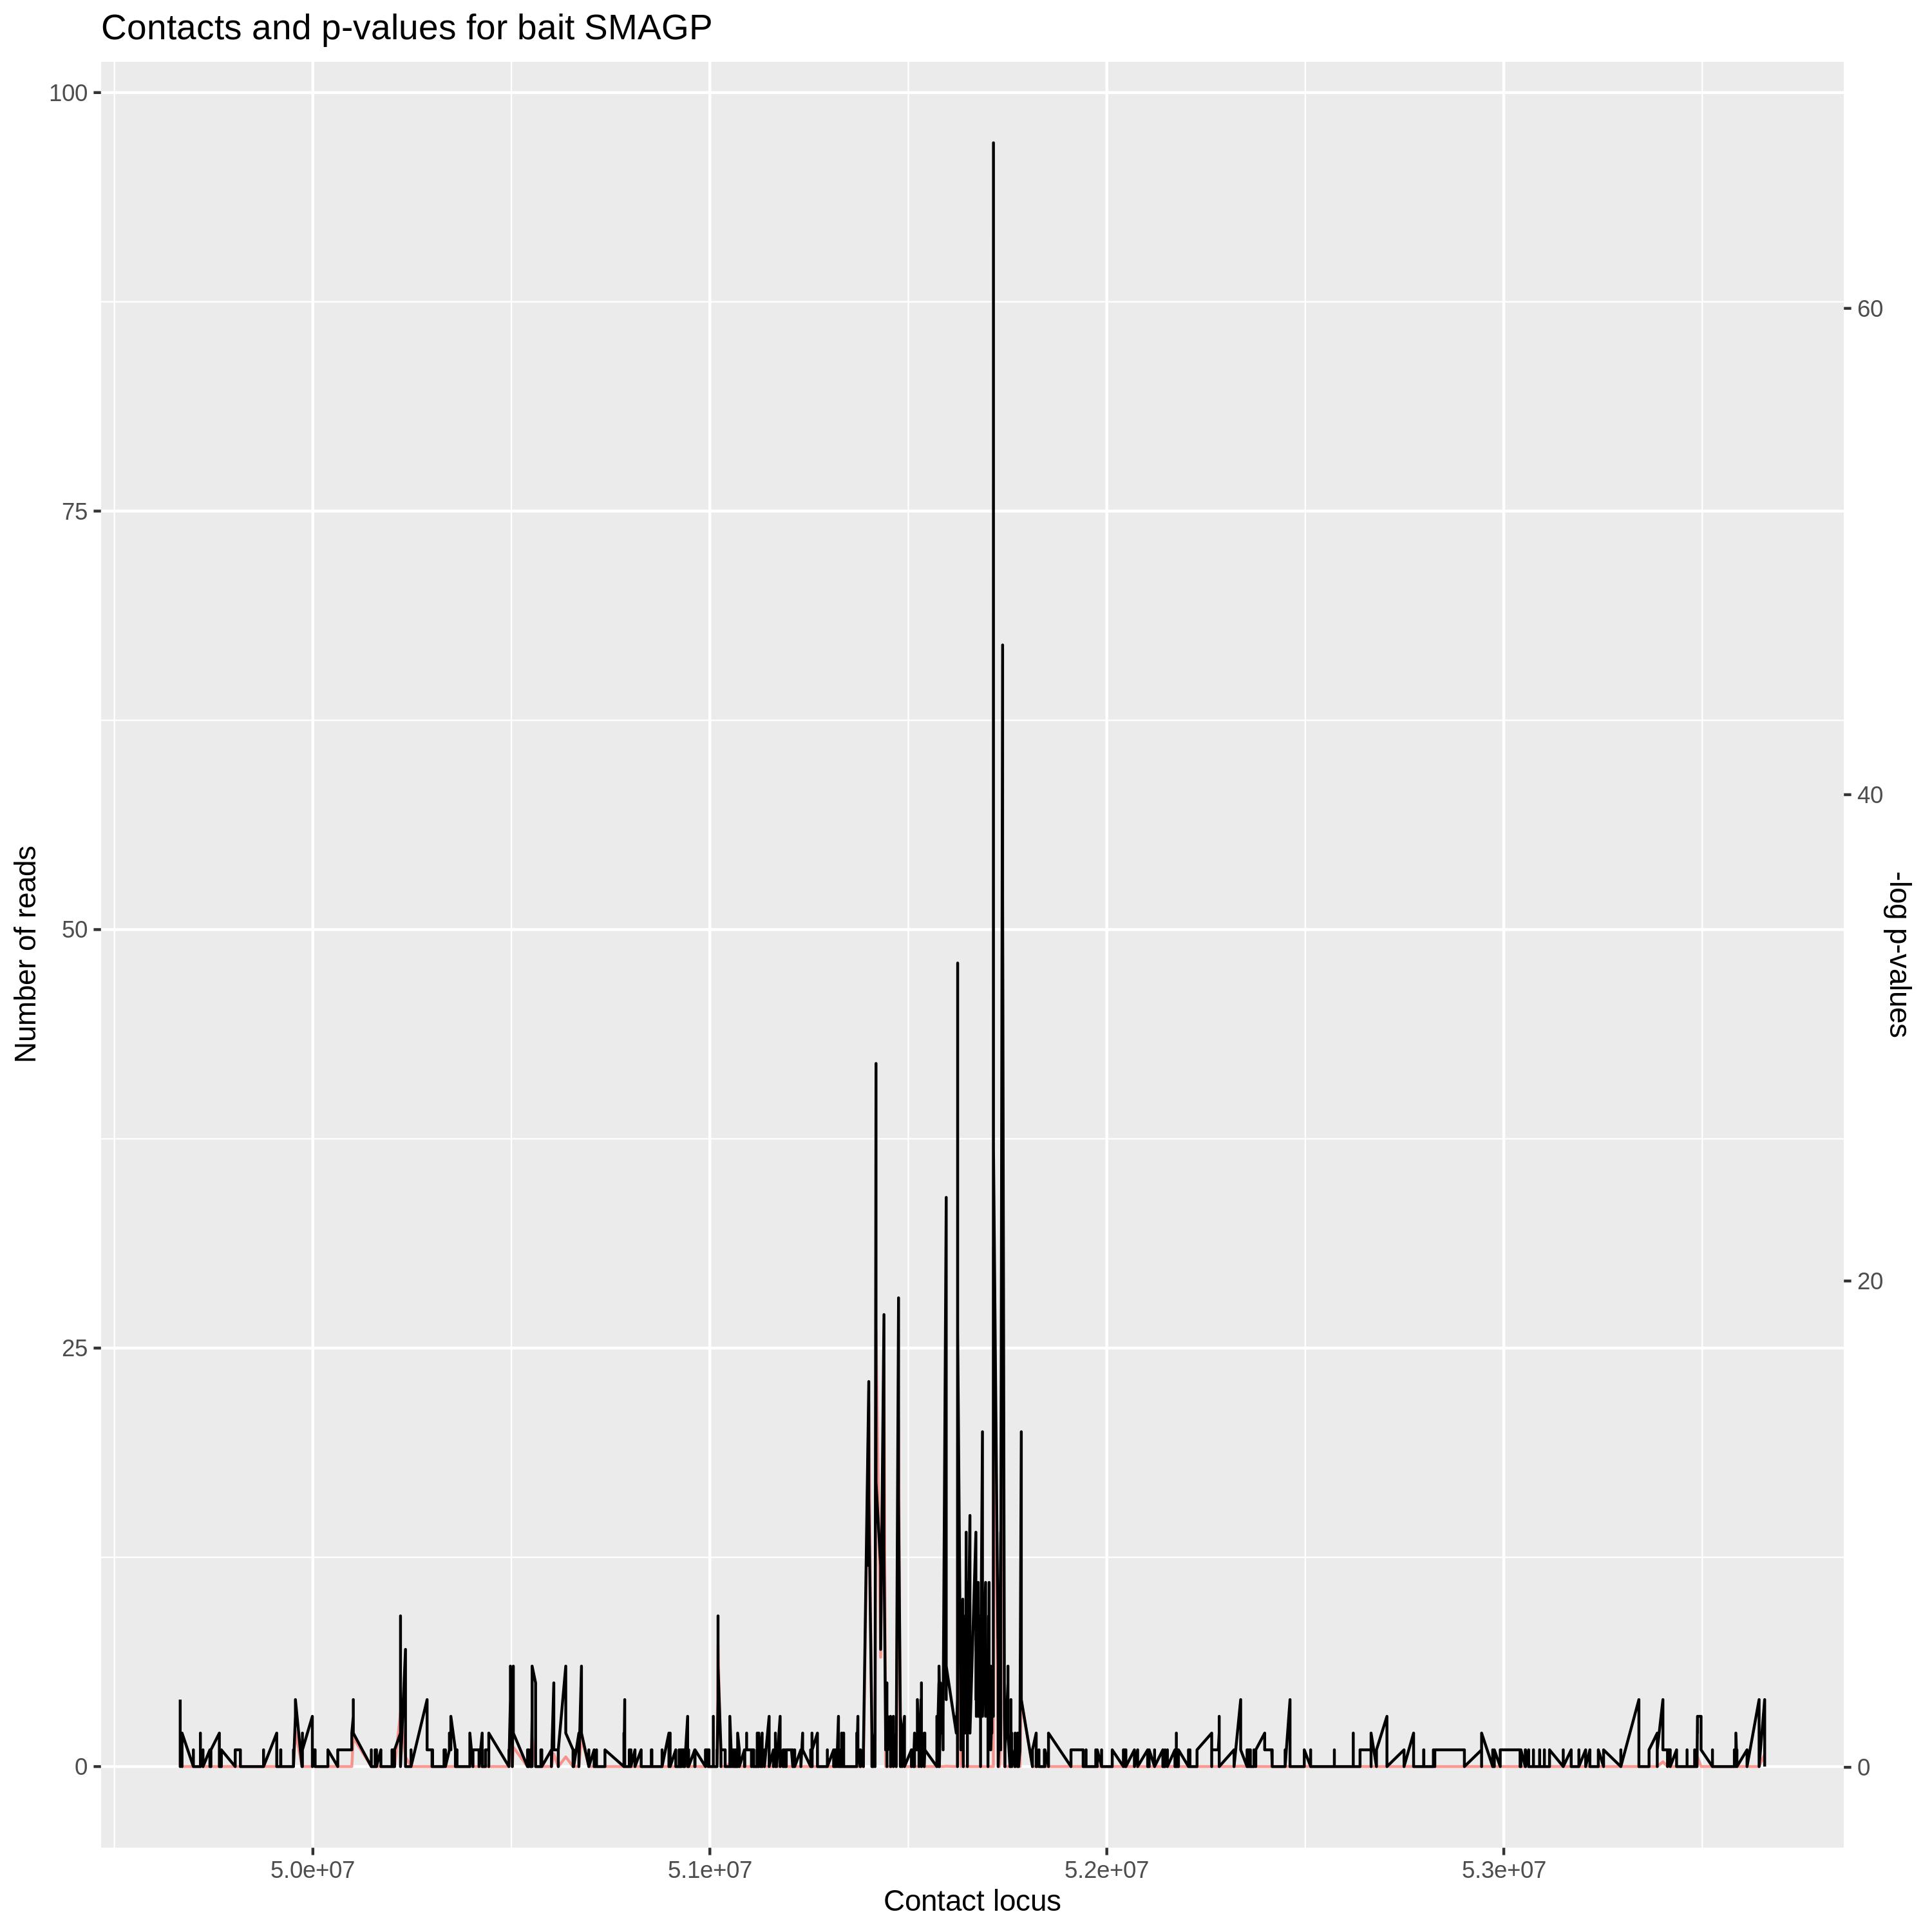 Contacts and p-values for bait SMAGP
100
75
50
25
0
Number of reads
60
40
20
0
-log p-values
5.0e+07
5.1e+07
5.2e+07
5.3e+07
Contact locus